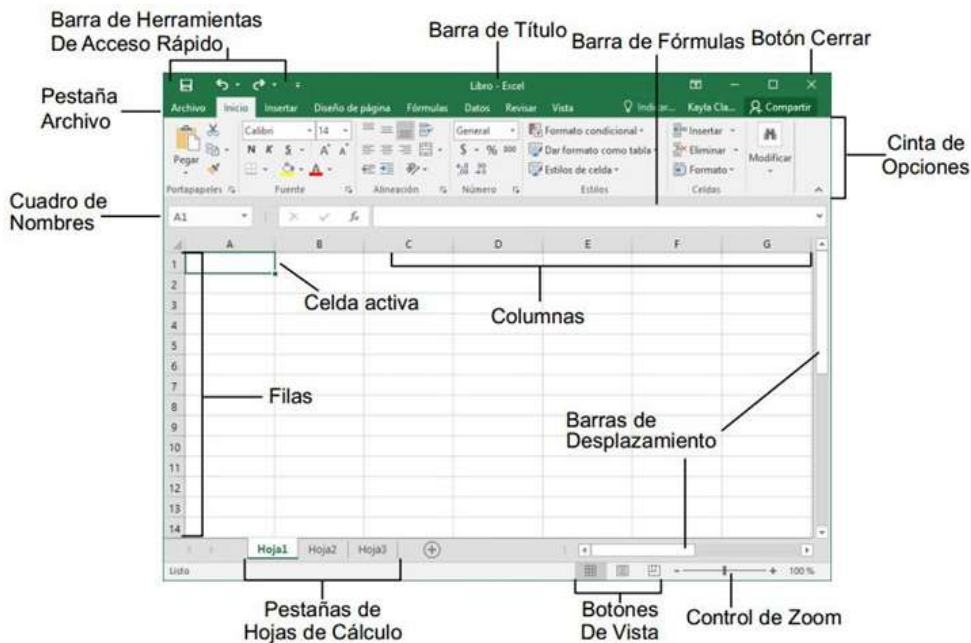 Barra de Herramientas
De Acceso Rápido
Barra de Título
Barra de Fórmulas
Botón Cerrar
Libro - Excel
Pestaña
Archivo
Archivo Inicio Insertar Diseño de página Fórmulas Datos Revisar Vista Indicar... Kayla Cla... Compartir
Calibri 14 General Formato condicional Insertar
N K S A A $ % 000 Dar formato como tabla Eliminar
Pegar Estilos de celda Formato Modificar
Portapapeles Fuente Alineación Número Estilos Celdas
Cinta de
Opciones
Cuadro de
Nombres
A1 fx
A B C D E F G
1
2
3
4
5
6
7
8
9
10
11
12
13
14
Celda activa
Columnas
Filas
Barras de
Desplazamiento
Hoja1 Hoja2 Hoja3
Listo 100 %
Pestañas de
Hojas de Cálculo
Botones
De Vista
Control de Zoom